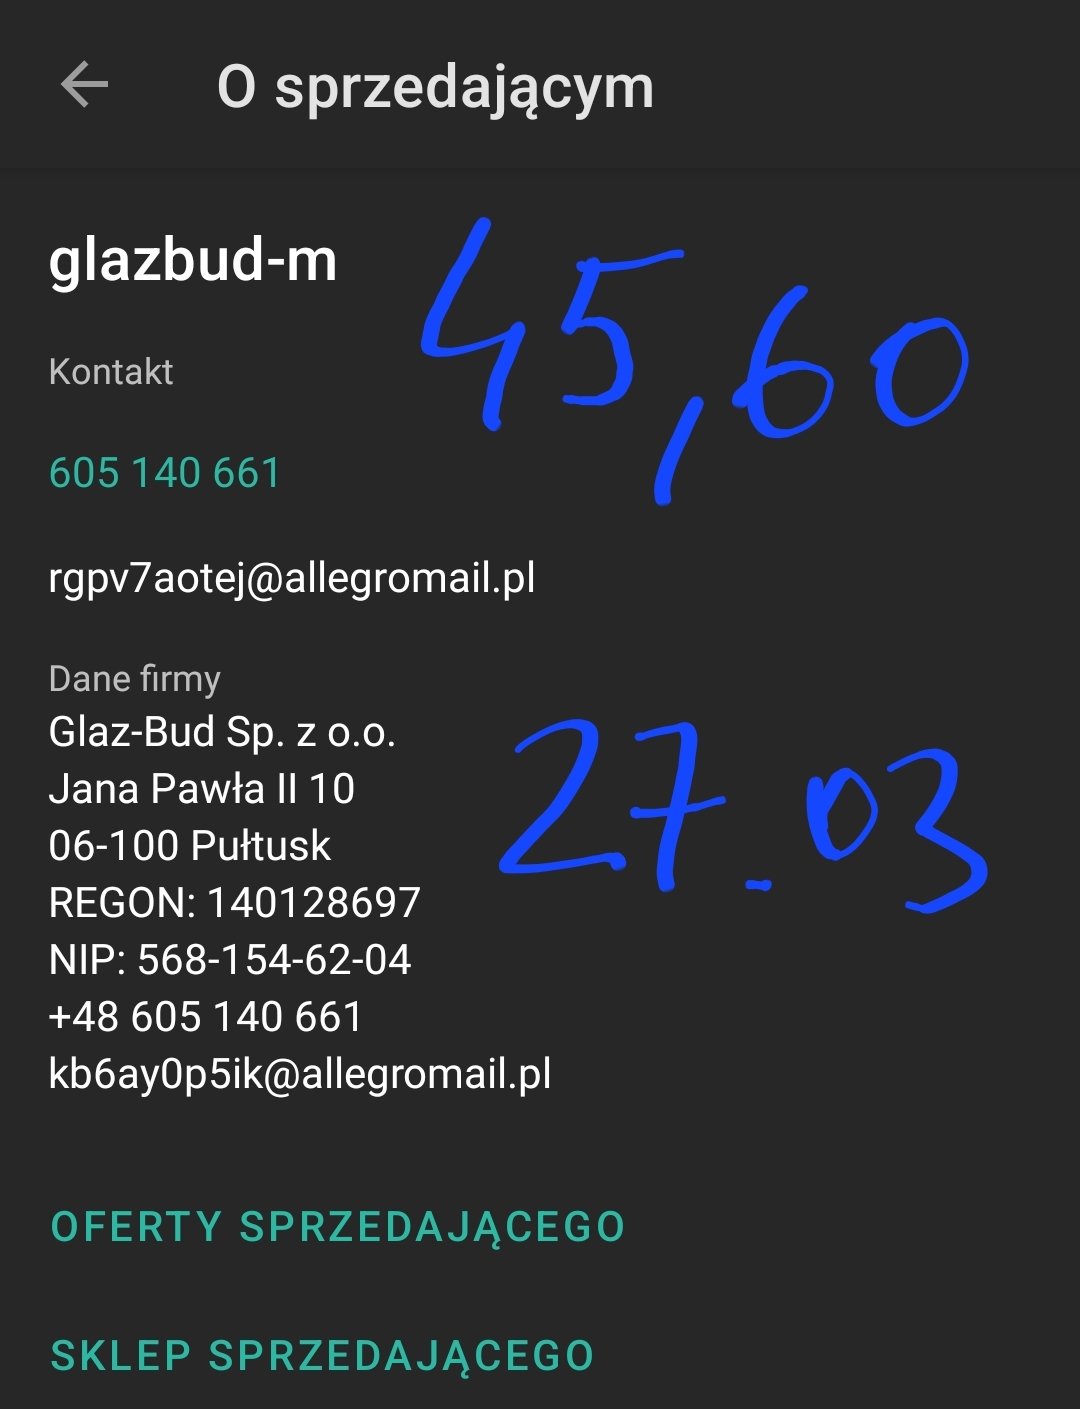 O sprzedającym
glazbud-m
45,60
Kontakt
605 140 661
rgpv7aotej@allegromail.pl
Dane firmy
Glaz-Bud Sp. z o.o.
Jana Pawła II 10
27.03
06-100 Pułtusk
REGON: 140128697
NIP: 568-154-62-04
+48 605 140 661
kb6ay0p5ik@allegromail.pl
OFERTY SPRZEDAJĄCEGO
SKLEP SPRZEDAJĄCEGO